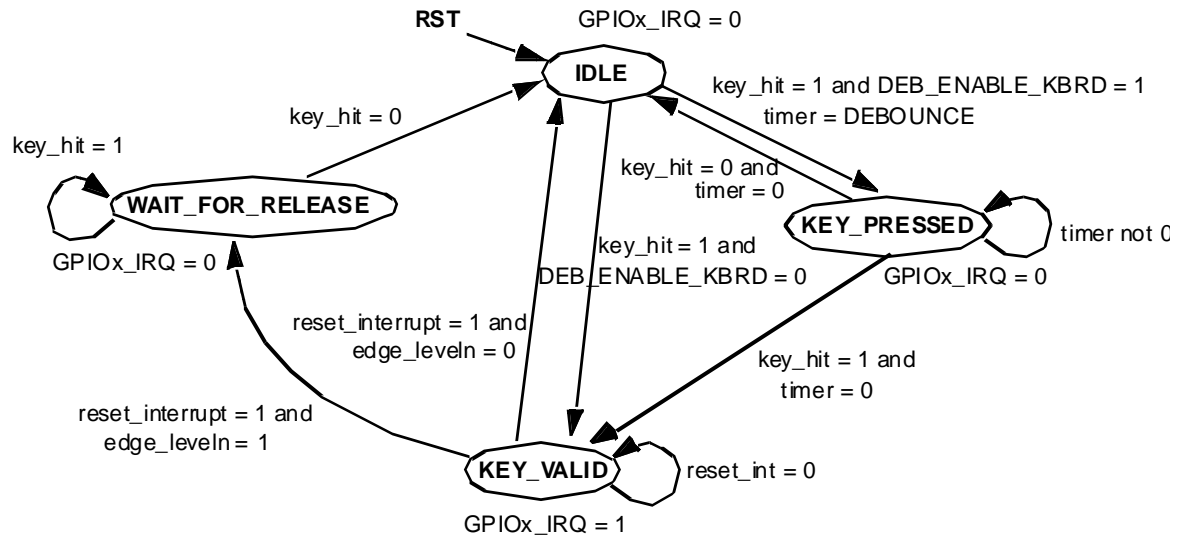 RST
GPIOx_IRQ = 0
IDLE
key_hit = 1 and DEB_ENABLE_KBRD = 1
timer = DEBOUNCE
key_hit = 0
key_hit = 1
key_hit = 0 and
timer = 0
WAIT_FOR_RELEASE
KEY_PRESSED
timer not 0
GPIOx_IRQ = 0
GPIOx_IRQ = 0
key_hit = 1 and
DEB_ENABLE_KBRD = 0
reset_interrupt = 1 and
edge_leveln = 0
key_hit = 1 and
timer = 0
reset_interrupt = 1 and
edge_leveln = 1
KEY_VALID
reset_int = 0
GPIOx_IRQ = 1